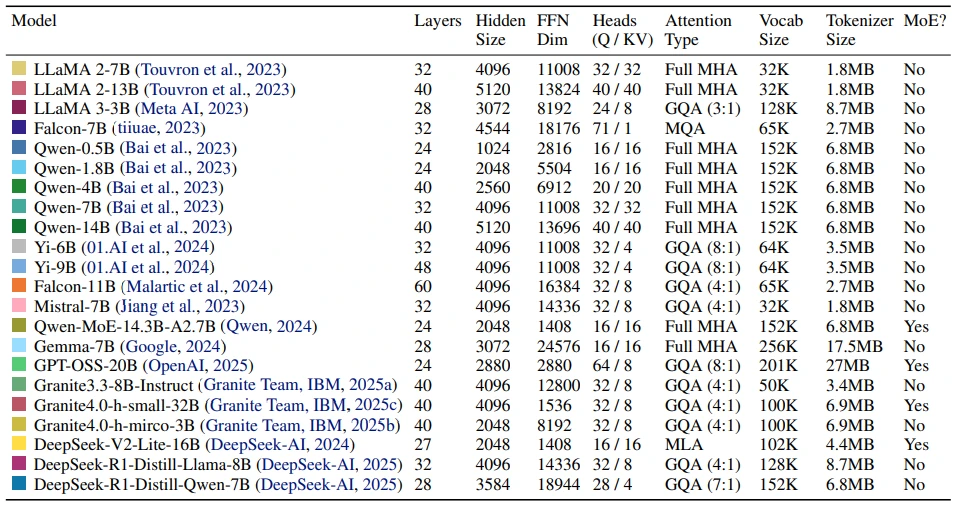 Model Layers Hidden Size FFN Dim Heads (Q / KV) Attention Type Vocab Size Tokenizer Size MoE?
LLaMA 2-7B (Touvron et al., 2023) 32 4096 11008 32 / 32 Full MHA 32K 1.8MB No
LLaMA 2-13B (Touvron et al., 2023) 40 5120 13824 40 / 40 Full MHA 32K 1.8MB No
LLaMA 3-3B (Meta AI, 2023) 28 3072 8192 24 / 8 GQA (3:1) 128K 8.7MB No
Falcon-7B (tiiuae, 2023) 32 4544 18176 71 / 1 MQA 65K 2.7MB No
Qwen-0.5B (Bai et al., 2023) 24 1024 2816 16 / 16 Full MHA 152K 6.8MB No
Qwen-1.8B (Bai et al., 2023) 24 2048 5504 16 / 16 Full MHA 152K 6.8MB No
Qwen-4B (Bai et al., 2023) 40 2560 6912 20 / 20 Full MHA 152K 6.8MB No
Qwen-7B (Bai et al., 2023) 32 4096 11008 32 / 32 Full MHA 152K 6.8MB No
Qwen-14B (Bai et al., 2023) 40 5120 13696 40 / 40 Full MHA 152K 6.8MB No
Yi-6B (01.AI et al., 2024) 32 4096 11008 32 / 4 GQA (8:1) 64K 3.5MB No
Yi-9B (01.AI et al., 2024) 48 4096 11008 32 / 4 GQA (8:1) 64K 3.5MB No
Falcon-11B (Malartic et al., 2024) 60 4096 16384 32 / 8 GQA (4:1) 65K 2.7MB No
Mistral-7B (Jiang et al., 2023) 32 4096 14336 32 / 8 GQA (4:1) 32K 1.8MB No
Qwen-MoE-14.3B-A2.7B (Qwen, 2024) 24 2048 1408 16 / 16 Full MHA 152K 6.8MB Yes
Gemma-7B (Google, 2024) 28 3072 24576 16 / 16 Full MHA 256K 17.5MB No
GPT-OSS-20B (OpenAI, 2025) 24 2880 2880 64 / 8 GQA (8:1) 201K 27MB Yes
Granite3.3-8B-Instruct (Granite Team, IBM, 2025a) 40 4096 12800 32 / 8 GQA (4:1) 50K 3.4MB No
Granite4.0-h-small-32B (Granite Team, IBM, 2025c) 40 4096 1536 32 / 8 GQA (4:1) 100K 6.9MB Yes
Granite4.0-h-mirco-3B (Granite Team, IBM, 2025b) 40 2048 8192 32 / 8 GQA (4:1) 100K 6.9MB No
DeepSeek-V2-Lite-16B (DeepSeek-AI, 2024) 27 2048 1408 16 / 16 MLA 102K 4.4MB Yes
DeepSeek-R1-Distill-Llama-8B (DeepSeek-AI, 2025) 32 4096 14336 32 / 8 GQA (4:1) 128K 8.7MB No
DeepSeek-R1-Distill-Qwen-7B (DeepSeek-AI, 2025) 28 3584 18944 28 / 4 GQA (7:1) 152K 6.8MB No